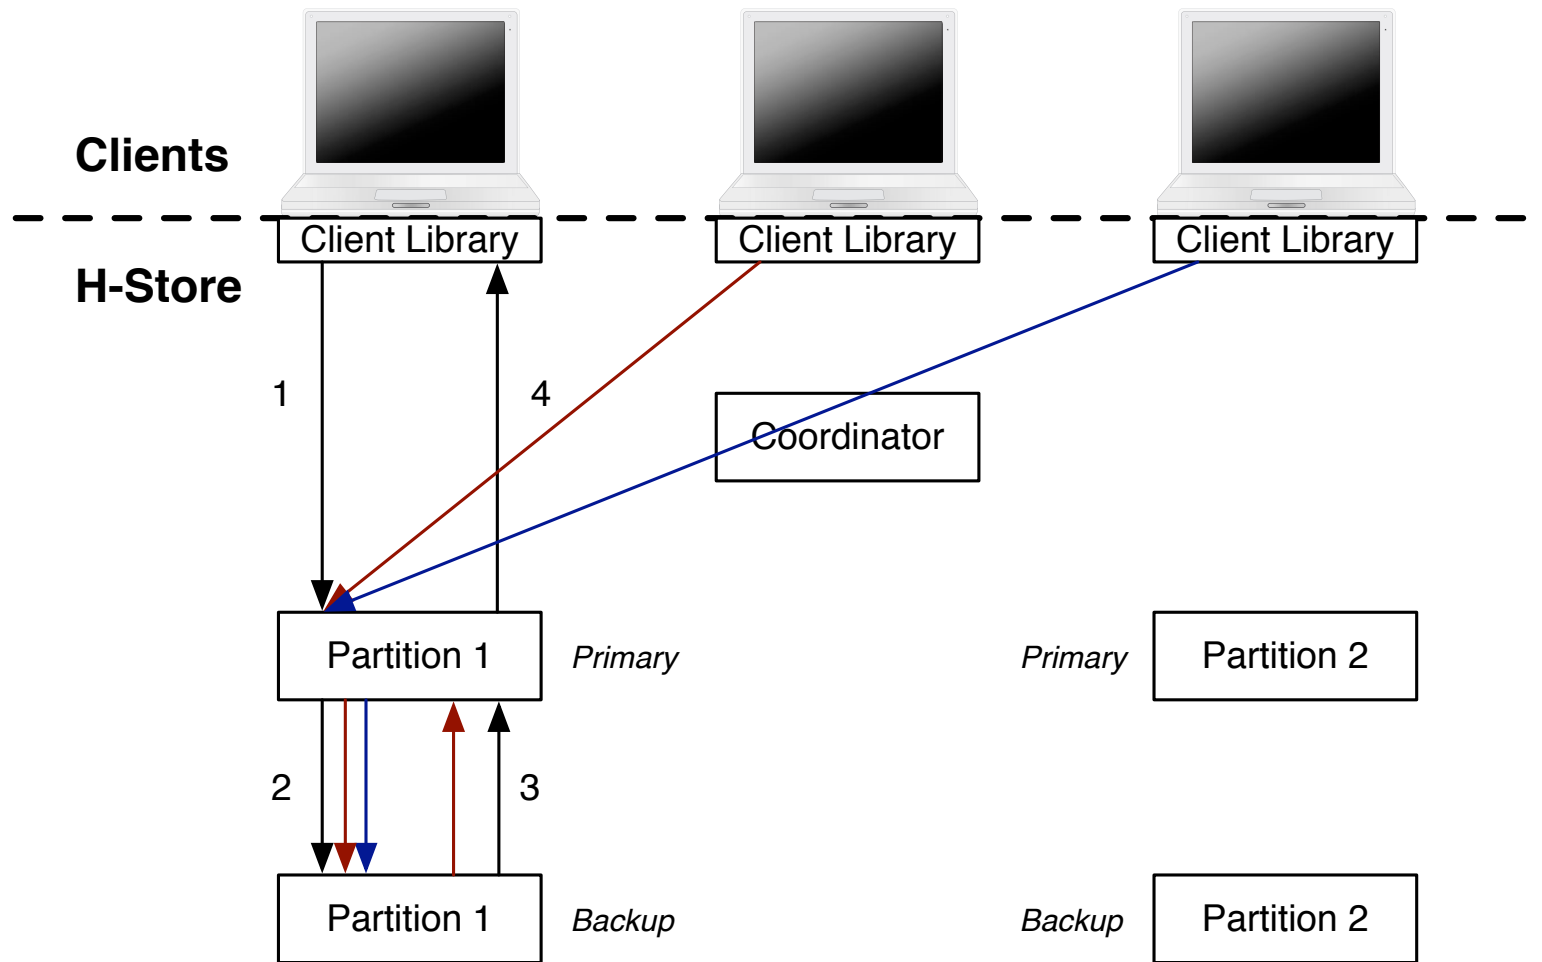 Clients
Client Library
Client Library
Client Library
H-Store
1
4
Coordinator
Partition 1
Primary
Primary
Partition 2
2
3
Partition 1
Backup
Backup
Partition 2